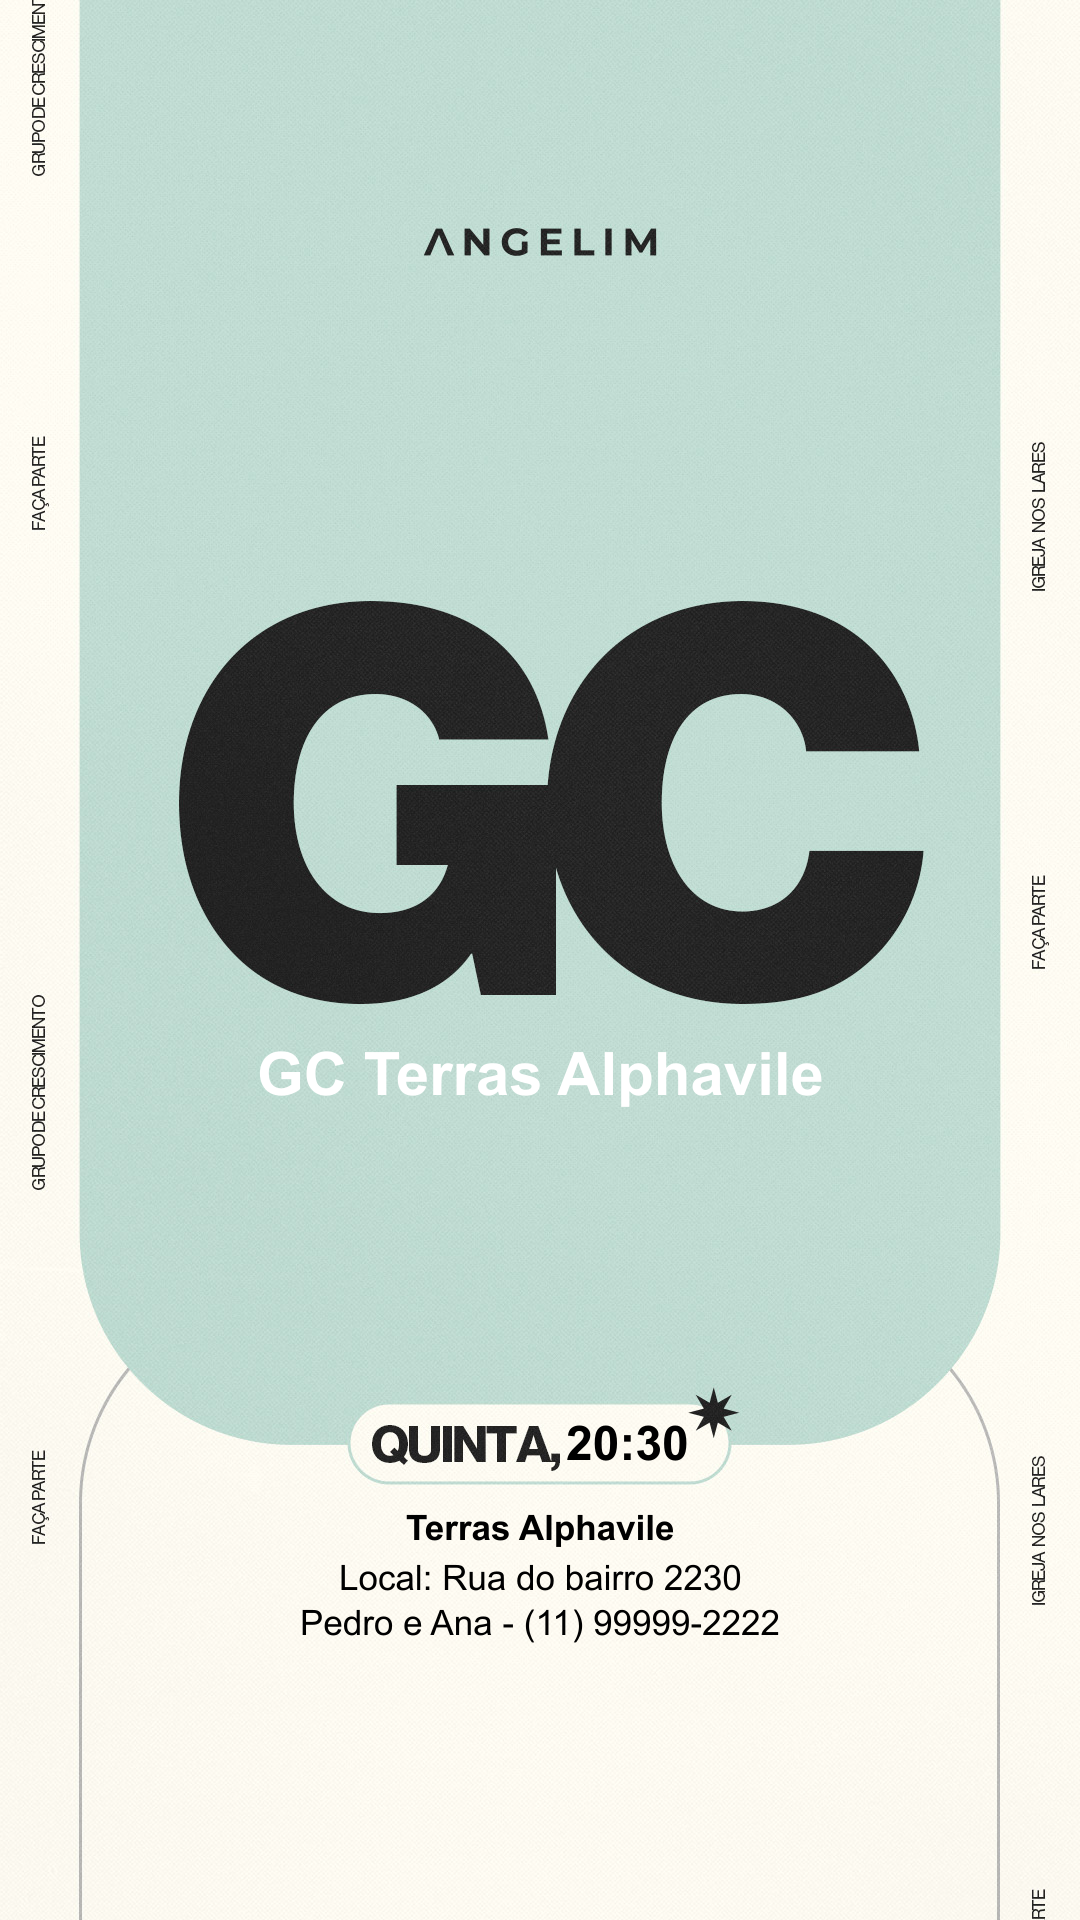 GRUPO DE CRESCIMENT
ANGELIM
FAÇA PARTE
IGREJA NOS LARES
GC
FAÇA PARTE
GRUPO DE CRESCIMENTO
GC Terras Alphavile
QUINTA, 20:30
FAÇA PARTE
IGREJA NOS LARES
Terras Alphavile
Local: Rua do bairro 2230
Pedro e Ana - (11) 99999-2222
RTE